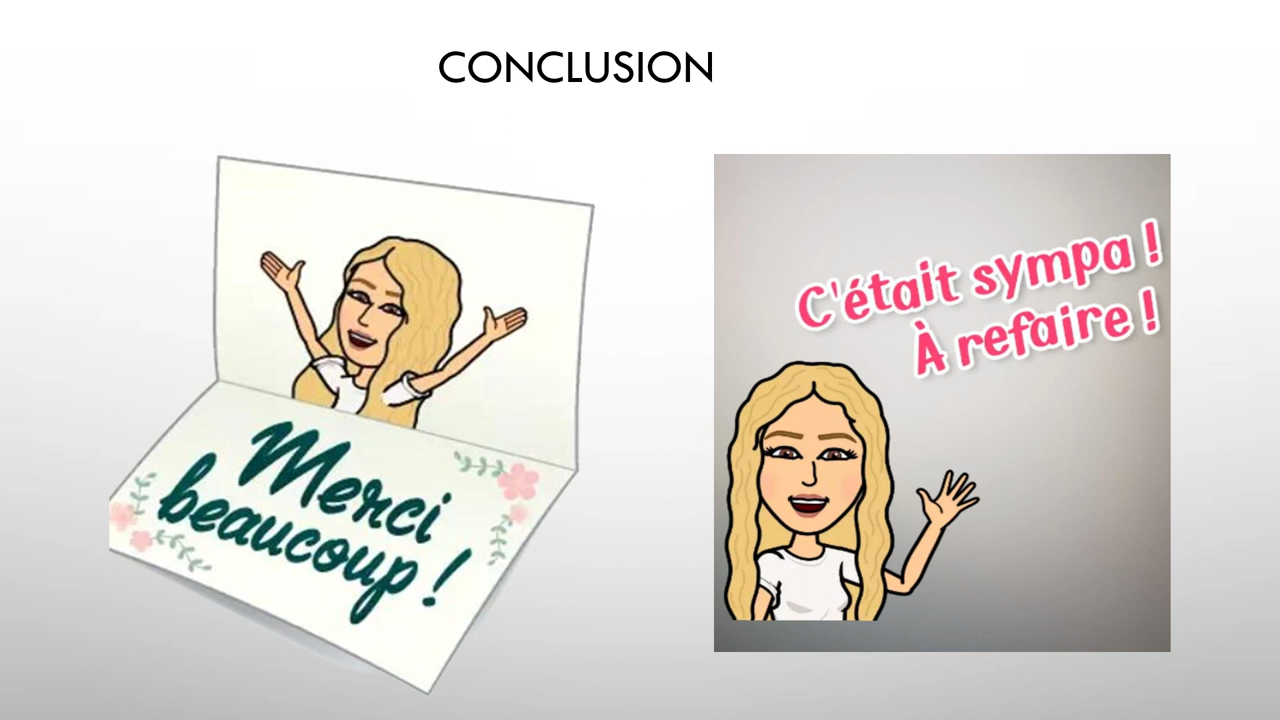 CONCLUSION
Merci
beaucoup !
C'était sympa !
À refaire !